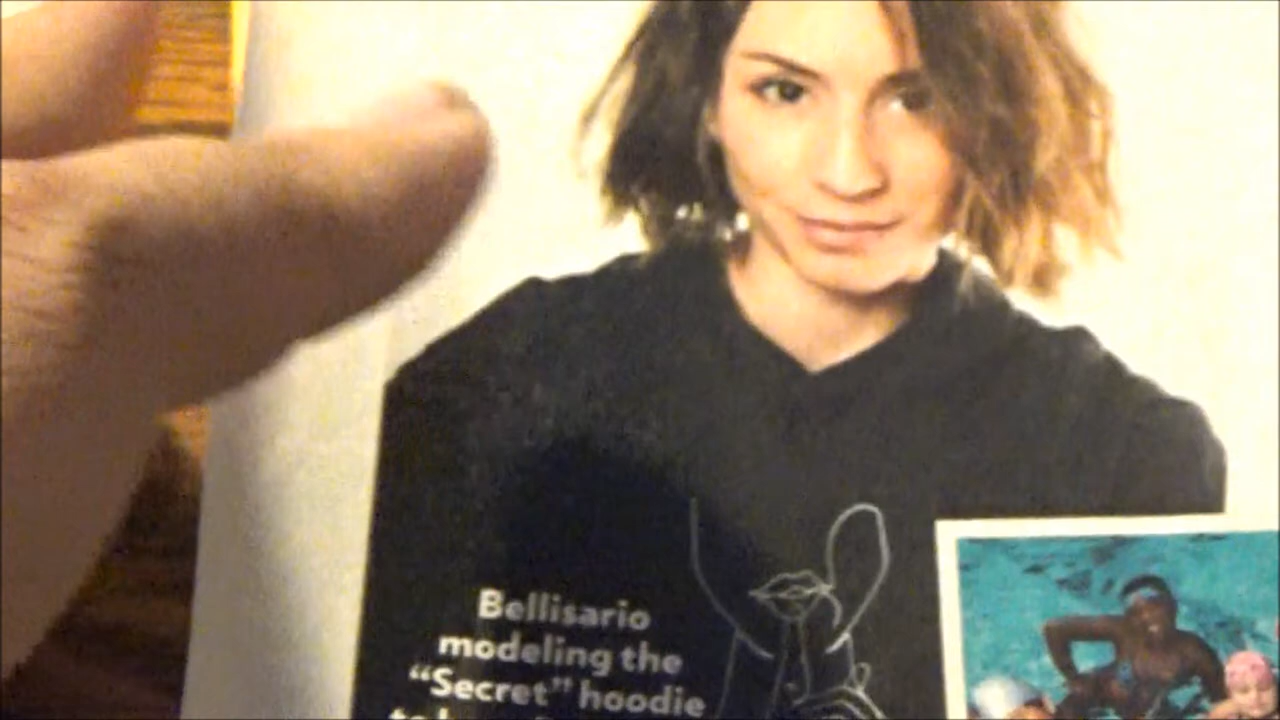 Bellisario
modeling the
“Secret” hoodie